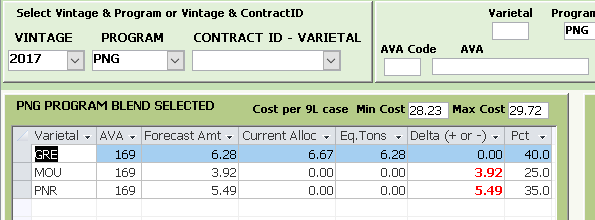 Select Vintage & Program or Vintage & ContractID
VINTAGE PROGRAM CONTRACT ID - VARIETAL
2017 PNG
Varietal Program
PNG
AVA Code AVA
PNG PROGRAM BLEND SELECTED Cost per 9L case Min Cost 28.23 Max Cost 29.72
Varietal AVA Forecast Amt Current Alloc Eq.Tons Delta (+ or -) Pct
GRE 169 6.28 6.67 6.28 0.00 40.0
MOU 169 3.92 0.00 0.00 3.92 25.0
PNR 169 5.49 0.00 0.00 5.49 35.0